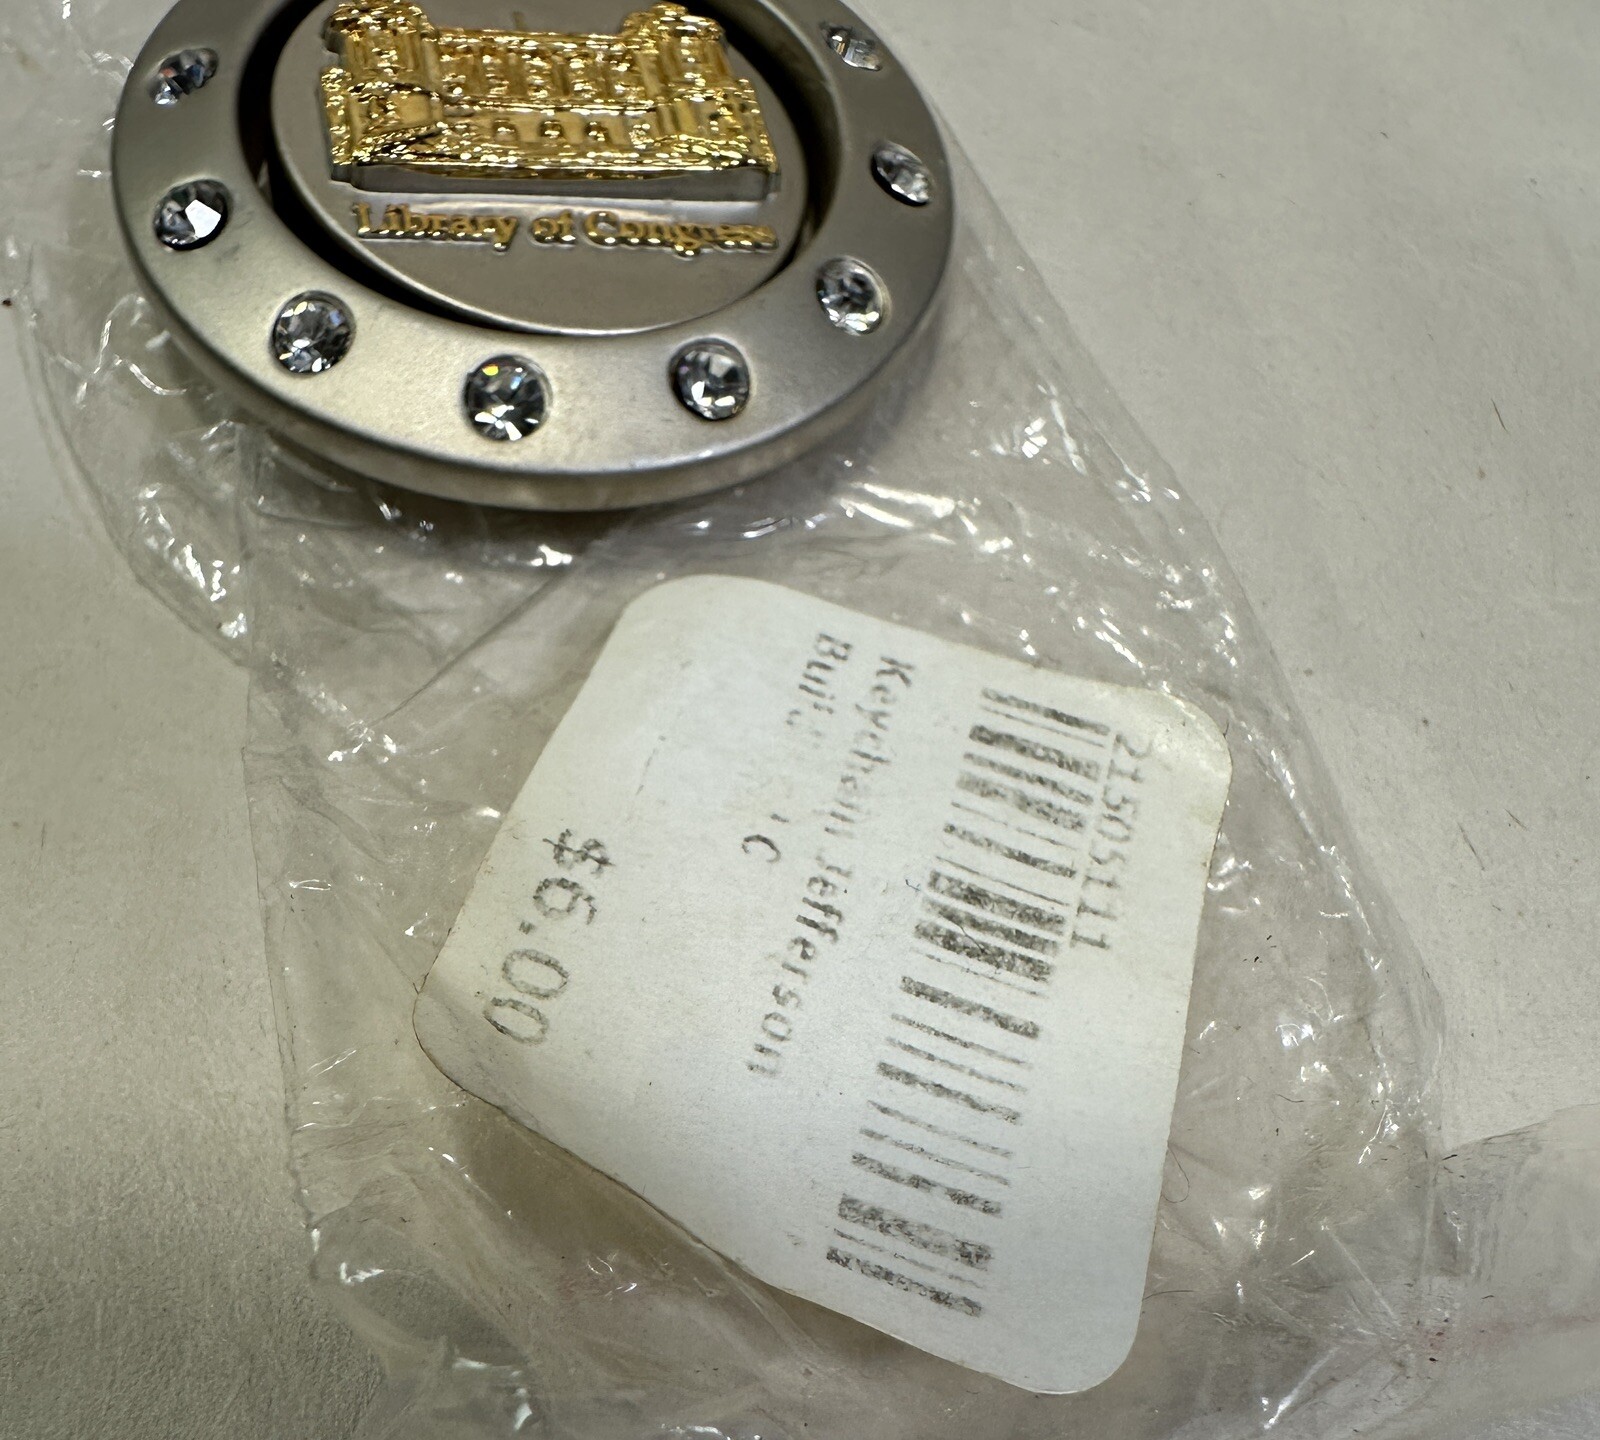 Library of Congress
21505111
Keychain Jefferson
$6.00